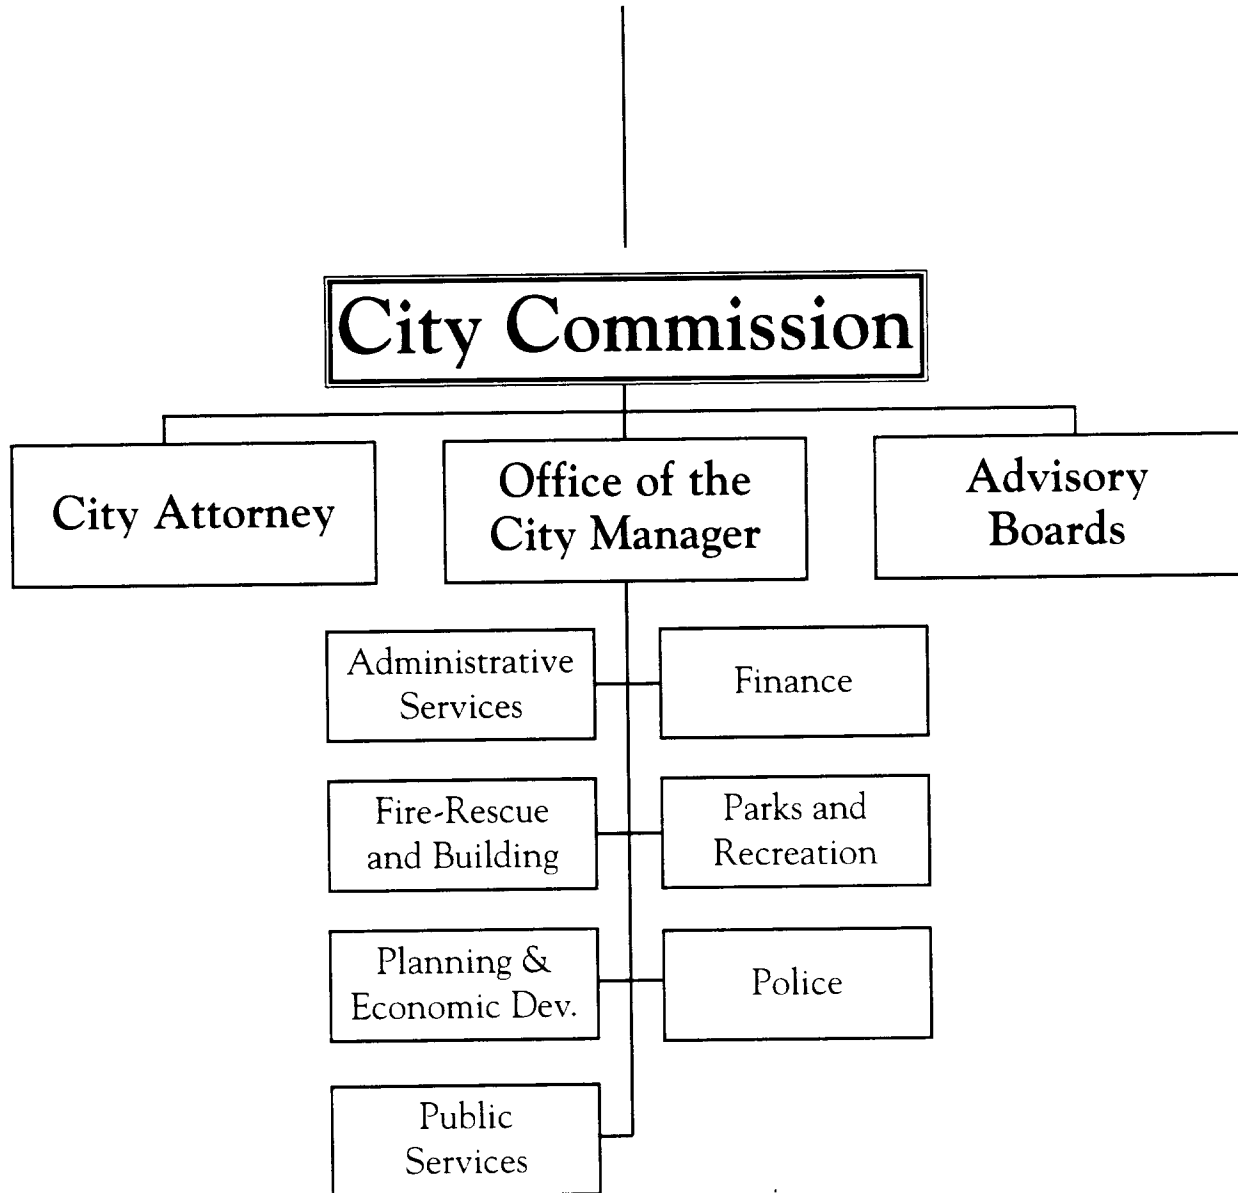 City Commission
City Attorney
Office of the
City Manager
Advisory
Boards
Administrative
Services
Finance
Fire-Rescue
and Building
Parks and
Recreation
Planning &
Economic Dev.
Police
Public
Services